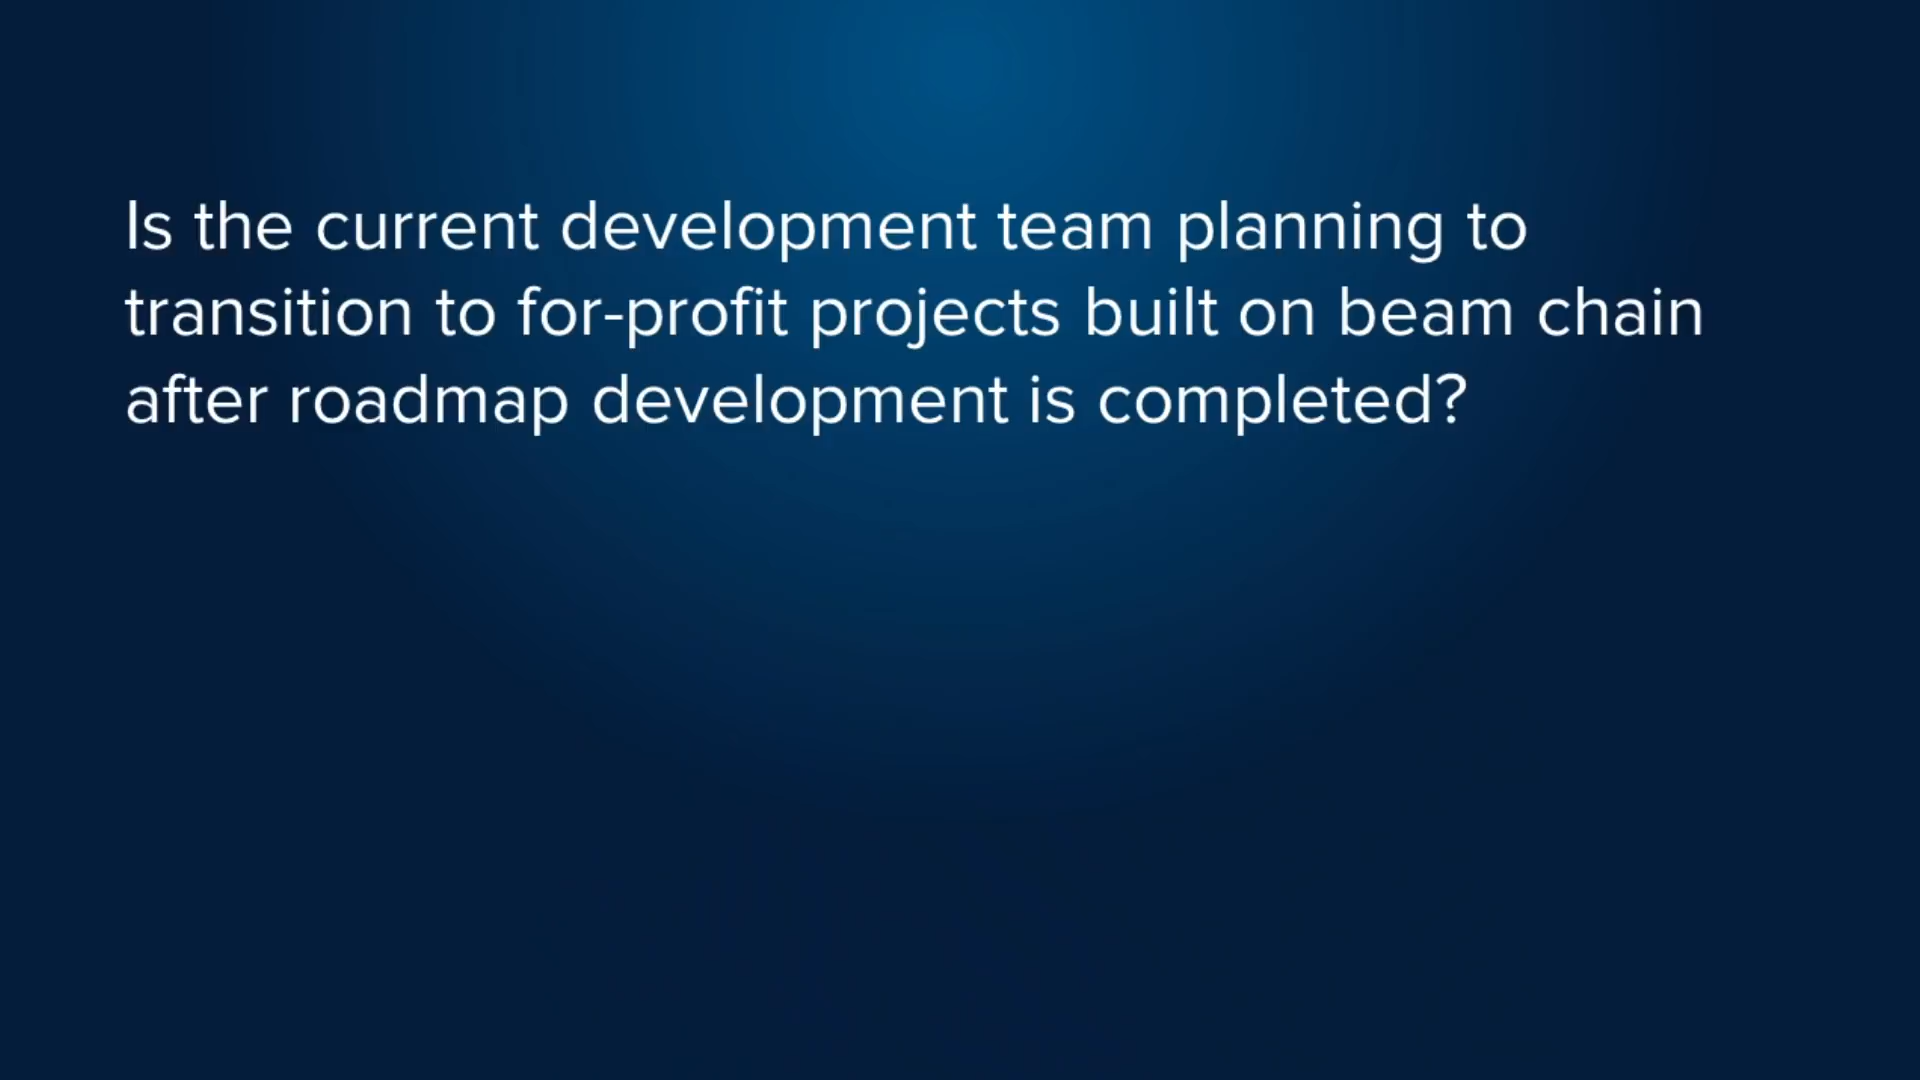 Is the current development team planning to
transition to for-profit projects built on beam chain
after roadmap development is completed?